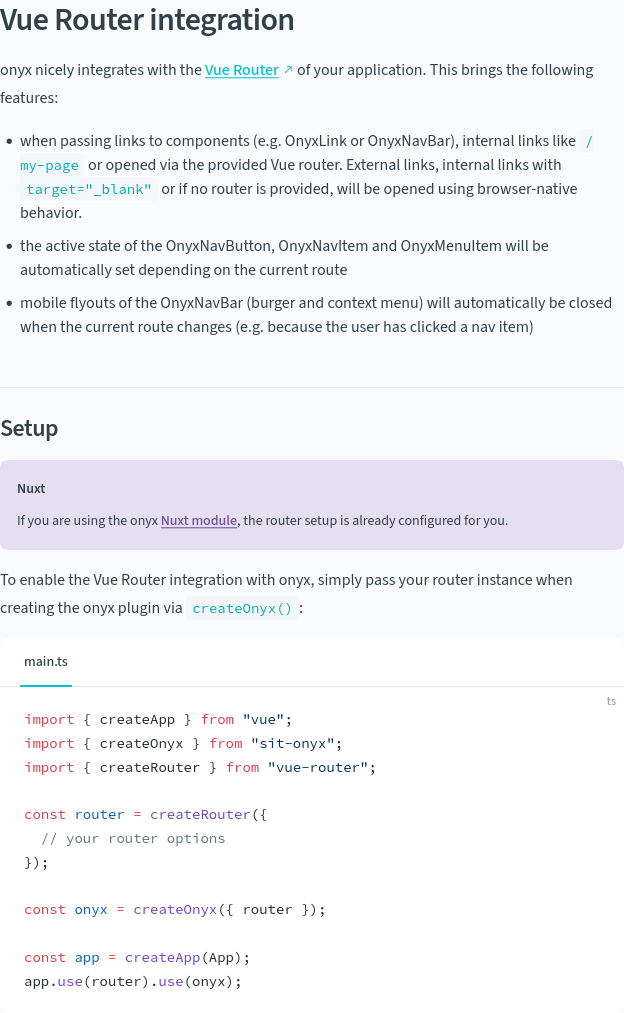 Vue Router integration
onyx nicely integrates with the Vue Router ↗ of your application. This brings the following
features:
• when passing links to components (e.g. OnyxLink or OnyxNavBar), internal links like /
my-page or opened via the provided Vue router. External links, internal links with
target="_blank" or if no router is provided, will be opened using browser-native
behavior.
• the active state of the OnyxNavButton, OnyxNavItem and OnyxMenuItem will be
automatically set depending on the current route
• mobile flyouts of the OnyxNavBar (burger and context menu) will automatically be closed
when the current route changes (e.g. because the user has clicked a nav item)
Setup
Nuxt
If you are using the onyx Nuxt module, the router setup is already configured for you.
To enable the Vue Router integration with onyx, simply pass your router instance when
creating the onyx plugin via createOnyx() :
main.ts
ts
import { createApp } from "vue";
import { createOnyx } from "sit-onyx";
import { createRouter } from "vue-router";
const router = createRouter({
  // your router options
});
const onyx = createOnyx({ router });
const app = createApp(App);
app.use(router).use(onyx);